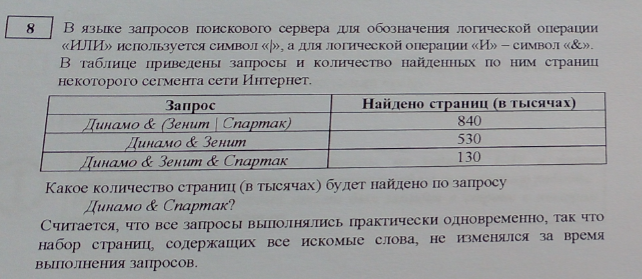 8
В языке запросов поискового сервера для обозначения логической операции
«ИЛИ» используется символ «|», а для логической операции «И» – символ «&».
В таблице приведены запросы и количество найденных по ним страниц
некоторого сегмента сети Интернет.
Запрос Найдено страниц (в тысячах)
Динамо & (Зенит | Спартак) 840
Динамо & Зенит 530
Динамо & Зенит & Спартак 130
Какое количество страниц (в тысячах) будет найдено по запросу
Динамо & Спартак?
Считается, что все запросы выполнялись практически одновременно, так что
набор страниц, содержащих все искомые слова, не изменялся за время
выполнения запросов.